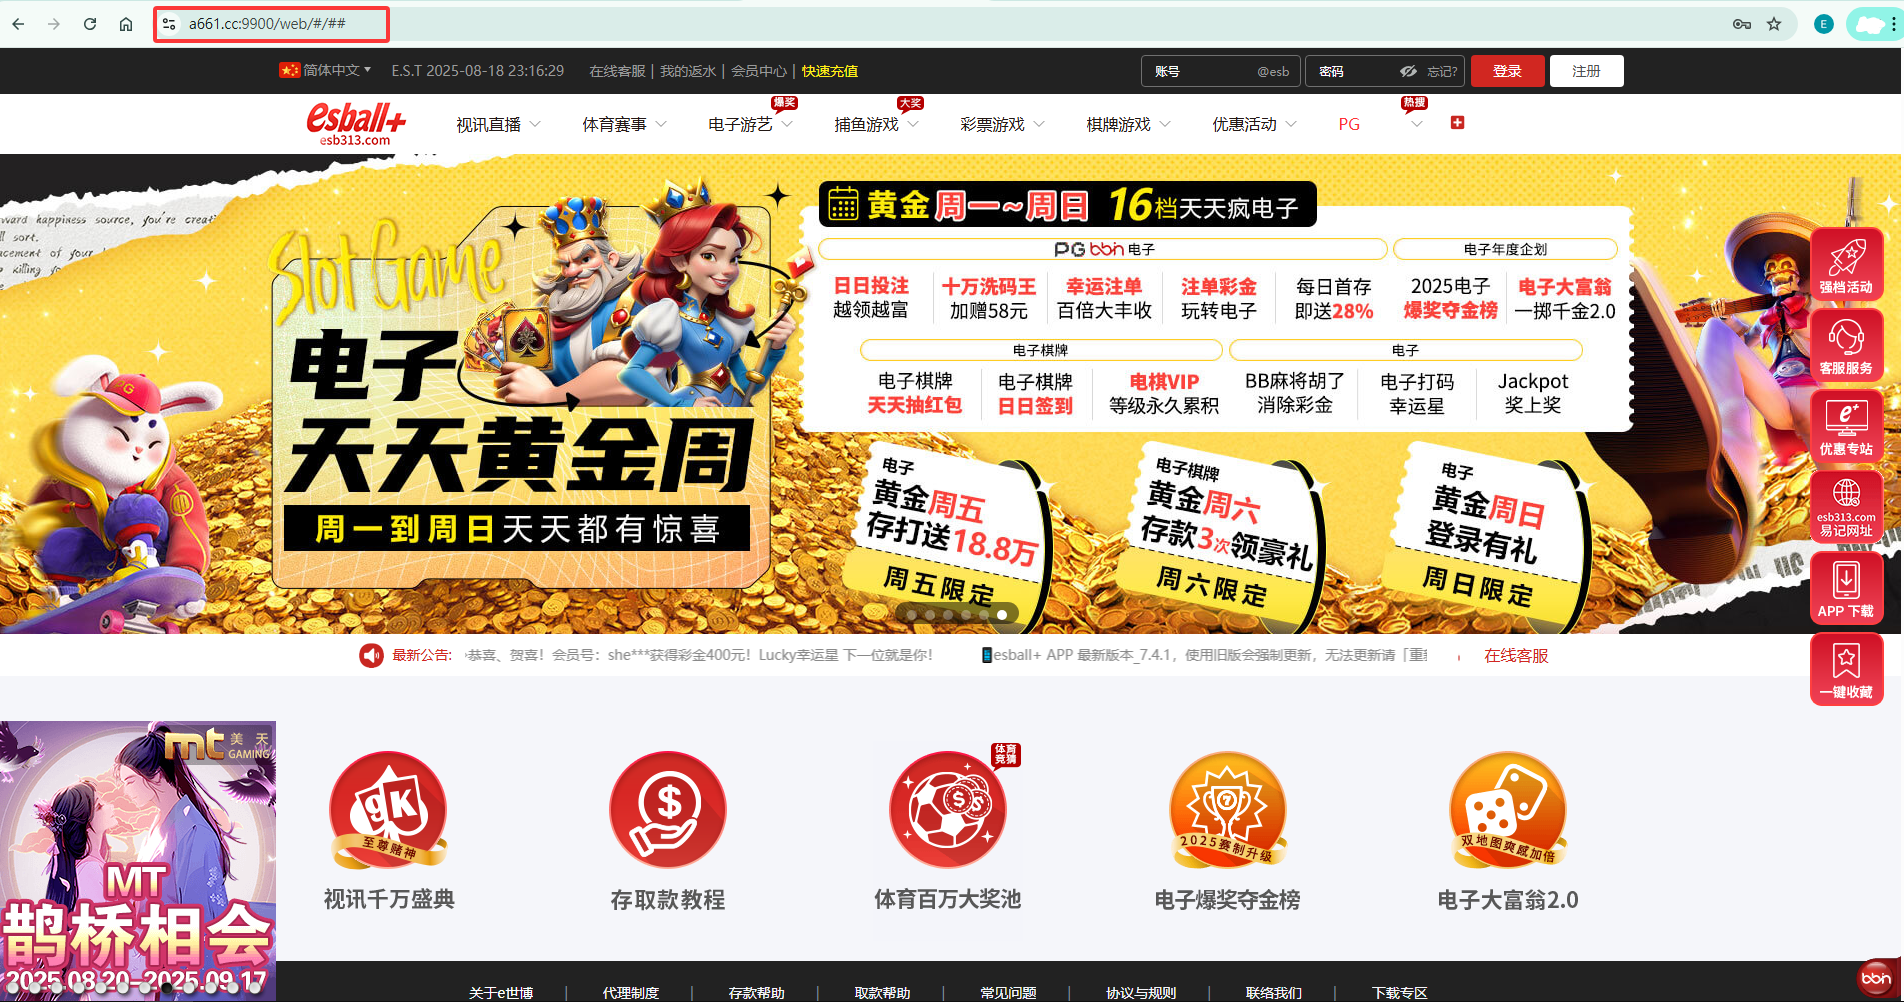 a661.cc:9900/web/#/##
E
简体中文
E.S.T 2025-08-18 23:16:29
在线客服 | 我的返水 | 会员中心 | 快速充值
账号 @esb
密码 忘记?
登录
注册
esball+
esb313.com
视讯直播
体育赛事
电子游艺
爆奖
捕鱼游戏
大奖
彩票游戏
棋牌游戏
优惠活动
PG
热搜
Slot Game
电子
天天黄金周
周一到周日天天都有惊喜
黄金周一~周日 16档天天疯电子
PG bbin 电子
电子年度企划
日日投注
越领越富
十万洗码王
加赠58元
幸运注单
百倍大丰收
注单彩金
玩转电子
每日首存
即送28%
2025电子
爆奖夺金榜
电子大富翁
一掷千金2.0
电子棋牌
电子
电子棋牌
天天抽红包
电子棋牌
日日签到
电棋VIP
等级永久累积
BB麻将胡了
消除彩金
电子打码
幸运星
Jackpot
奖上奖
电子
黄金周五
存打送18.8万
周五限定
电子棋牌
黄金周六
存款3次领豪礼
周六限定
电子
黄金周日
登录有礼
周日限定
强档活动
客服服务
e+
优惠专站
esb313.com
易记网址
APP 下载
一键收藏
最新公告:
恭喜、贺喜！会员号：she***获得彩金400元！Lucky幸运星 下一位就是你！
esball+ APP 最新版本_7.4.1，使用旧版会强制更新，无法更新请「重
在线客服
mt 美天
GAMING
MT
鹊桥相会
2025.08.20–2025.09.17
gK
至尊赌神
视讯千万盛典
存取款教程
体育
竞猜
体育百万大奖池
2025赛制升级
电子爆奖夺金榜
双地图爽感加倍
电子大富翁2.0
关于e世博 | 代理制度 | 存款帮助 | 取款帮助 | 常见问题 | 协议与规则 | 联络我们 | 下载专区
bbin